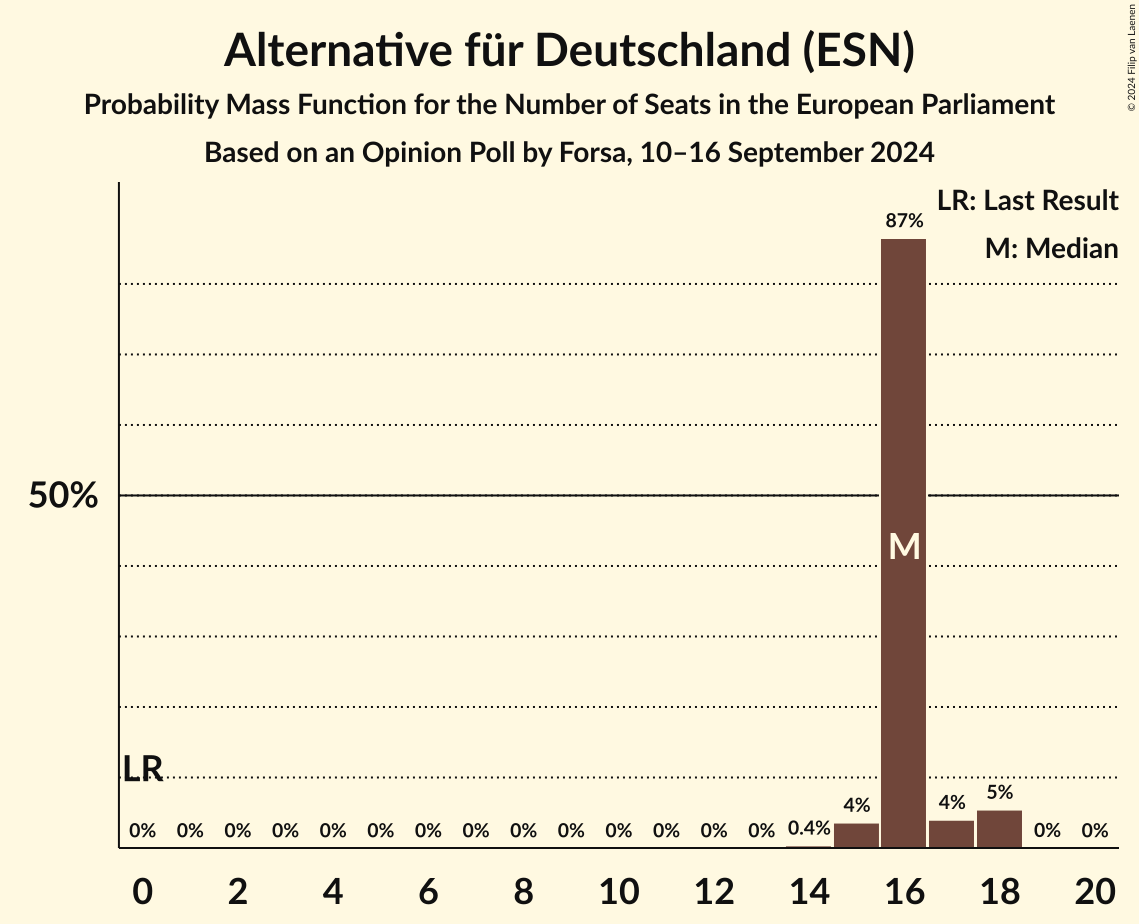 Alternative für Deutschland (ESN)
Probability Mass Function for the Number of Seats in the European Parliament
Based on an Opinion Poll by Forsa, 10–16 September 2024
© 2024 Filip van Laenen
LR: Last Result
M: Median
87%
50%
M
LR
0% 0% 0% 0% 0% 0% 0% 0% 0% 0% 0% 0% 0% 0% 0.4% 4% 4% 5% 0% 0%
0 2 4 6 8 10 12 14 16 18 20